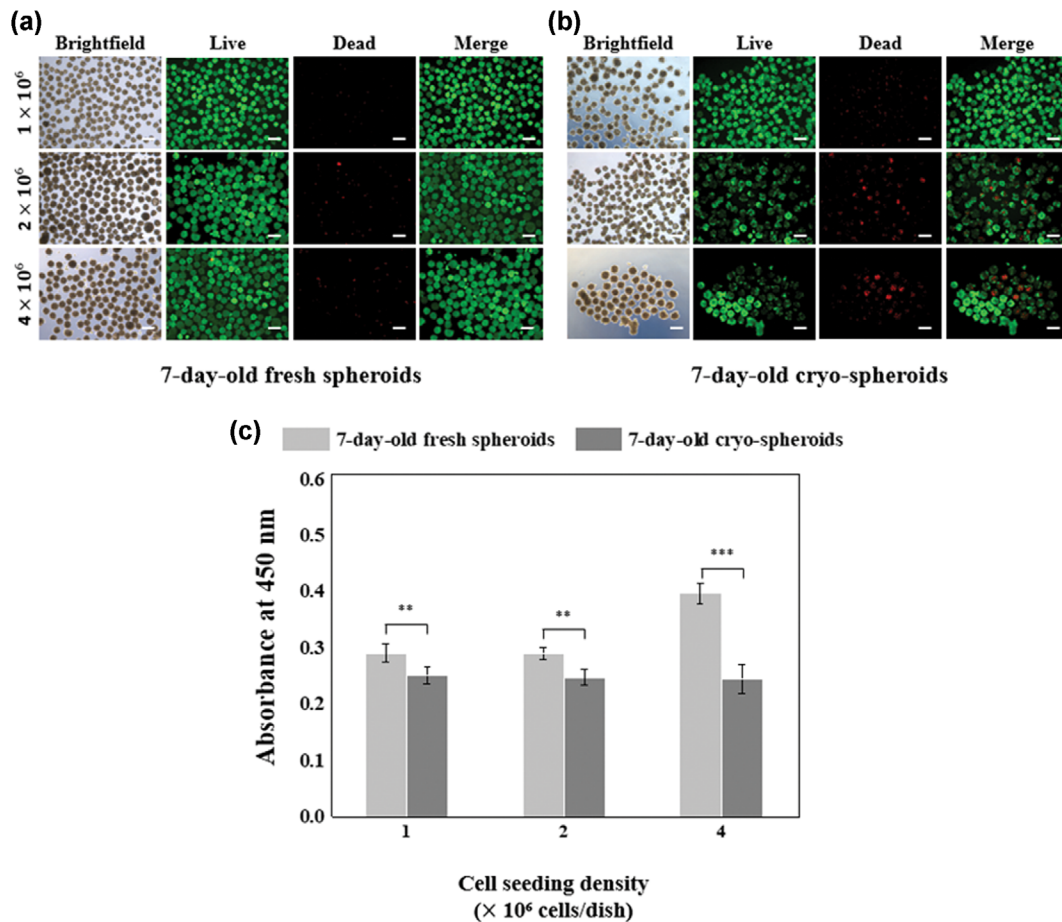 (a)
(b)
Brightfield Live Dead Merge
Brightfield Live Dead Merge
1 × 10⁶
2 × 10⁶
4 × 10⁶
7-day-old fresh spheroids
7-day-old cryo-spheroids
(c)
7-day-old fresh spheroids 7-day-old cryo-spheroids
Absorbance at 450 nm
0.6
0.5
0.4
0.3
0.2
0.1
0.0
**
**
***
1 2 4
Cell seeding density
(× 10⁶ cells/dish)